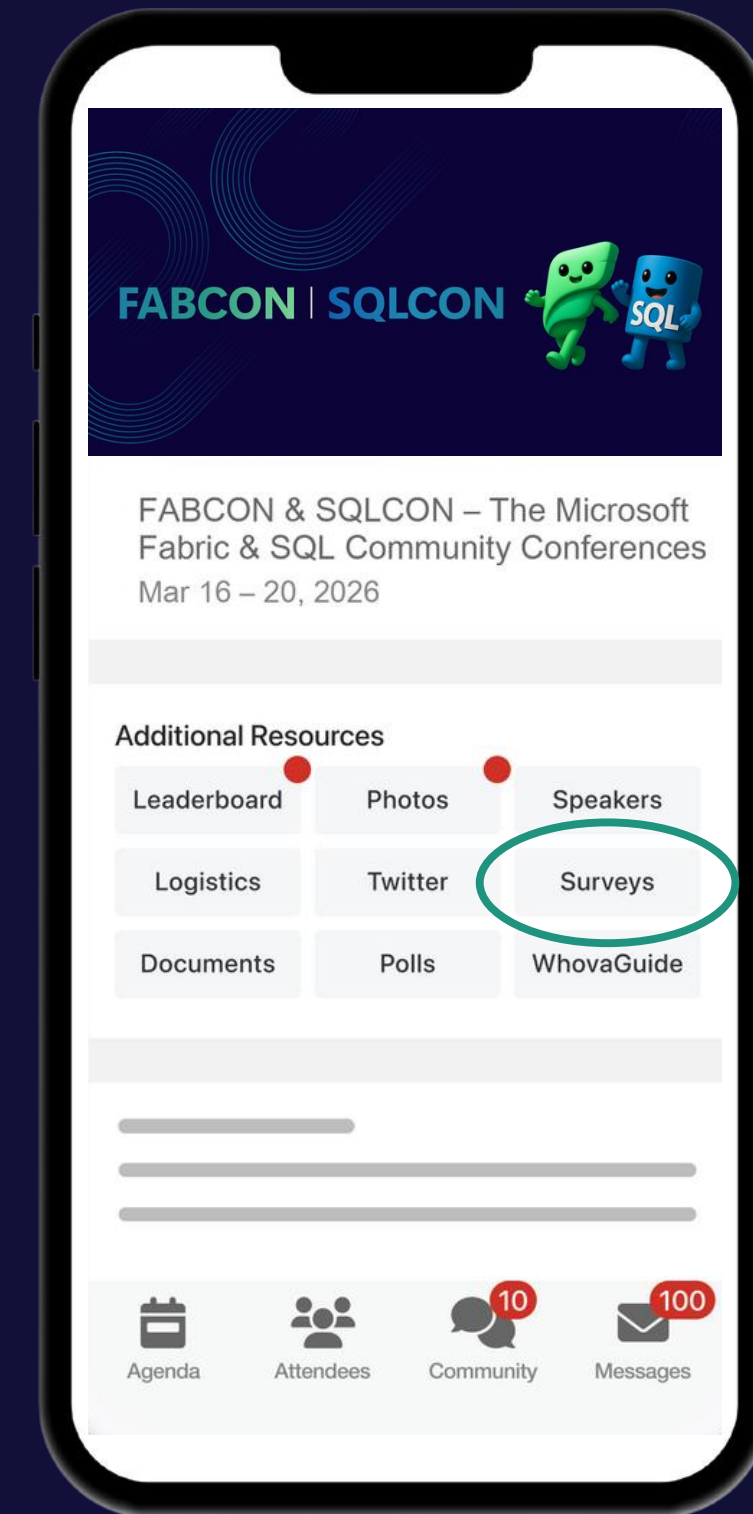 FABCON | SQLCON
SQL
FABCON & SQLCON – The Microsoft
Fabric & SQL Community Conferences
Mar 16 – 20, 2026
Additional Resources
Leaderboard Photos Speakers
Logistics Twitter Surveys
Documents Polls WhovaGuide
10 100
Agenda Attendees Community Messages